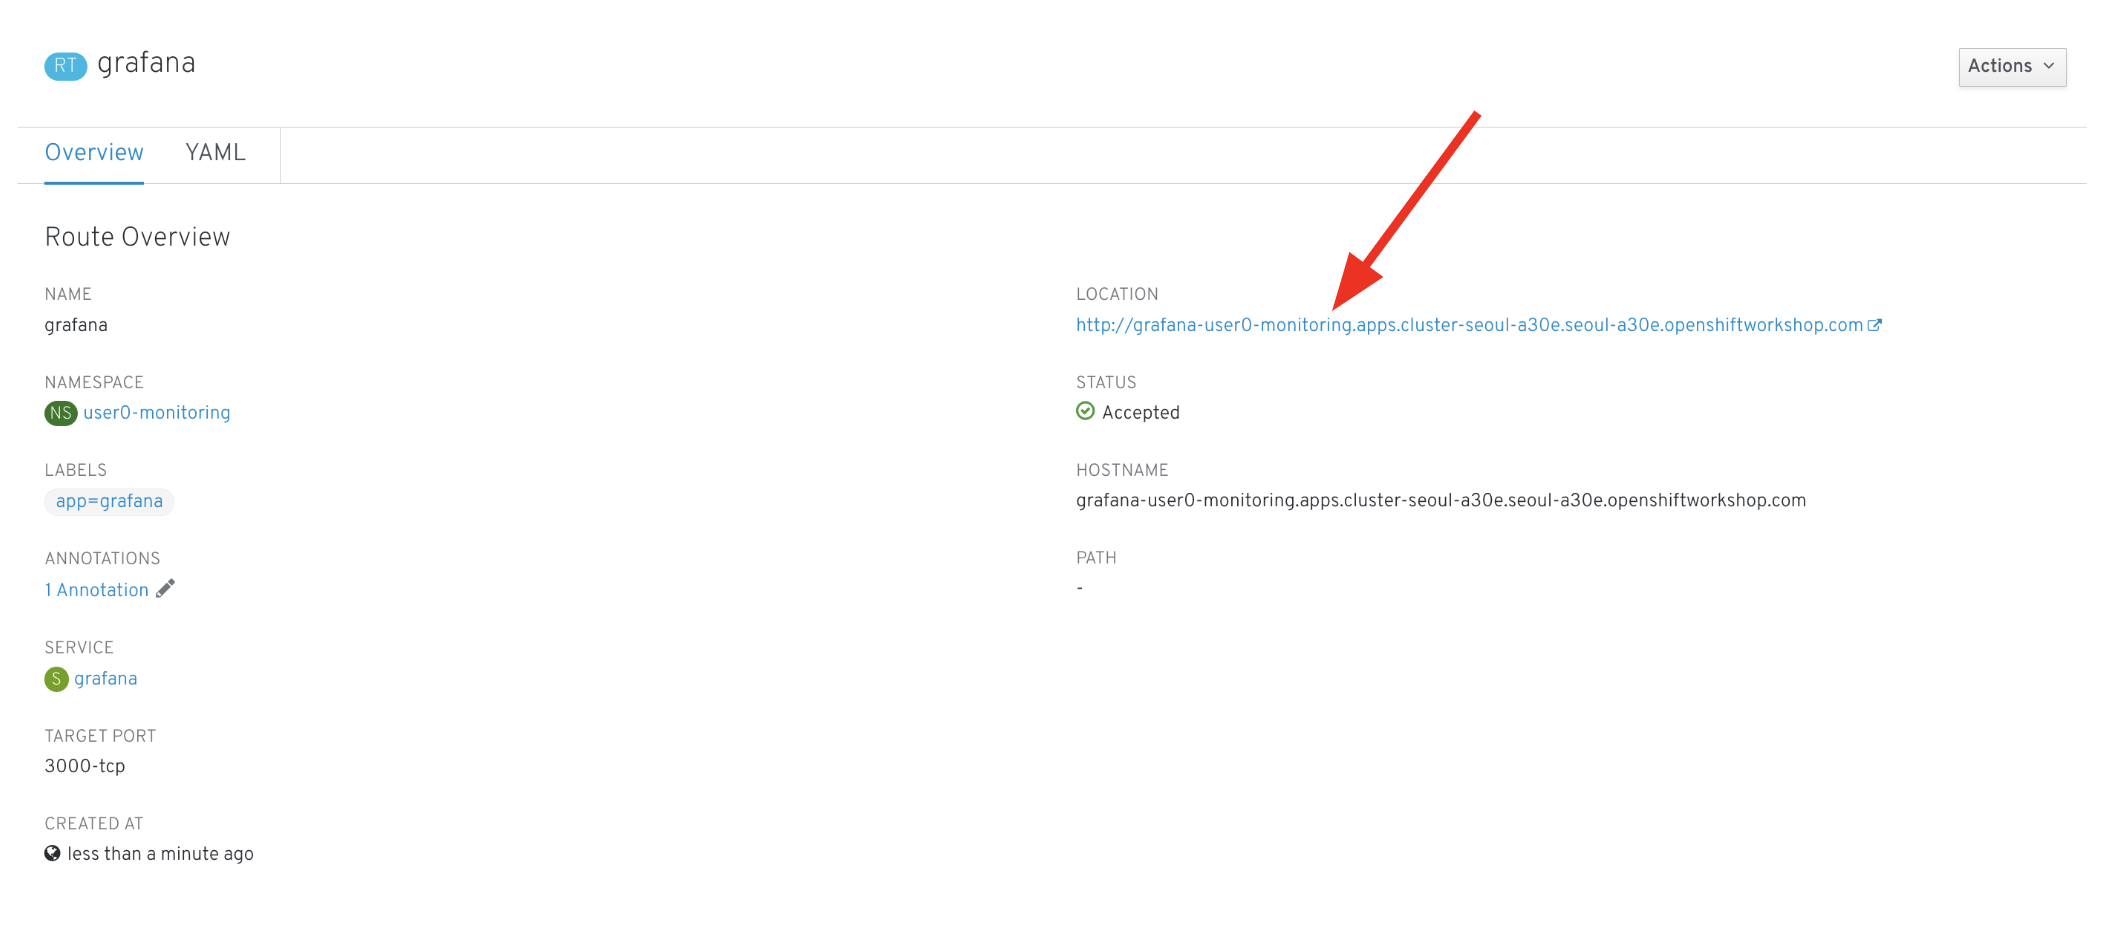 RT grafana
Actions
Overview YAML
Route Overview
NAME
grafana
NAMESPACE
NS user0-monitoring
LABELS
app=grafana
ANNOTATIONS
1 Annotation
SERVICE
S grafana
TARGET PORT
3000-tcp
CREATED AT
less than a minute ago
LOCATION
http://grafana-user0-monitoring.apps.cluster-seoul-a30e.seoul-a30e.openshiftworkshop.com
STATUS
Accepted
HOSTNAME
grafana-user0-monitoring.apps.cluster-seoul-a30e.seoul-a30e.openshiftworkshop.com
PATH
-